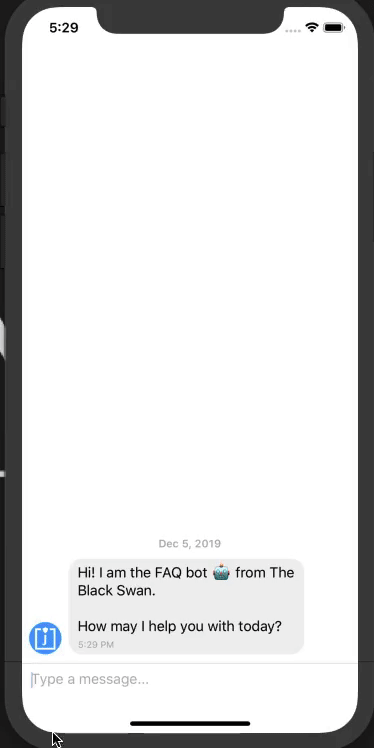 5:29
Dec 5, 2019
Hi! I am the FAQ bot 🤖 from The
Black Swan.
How may I help you with today?
5:29 PM
Type a message...